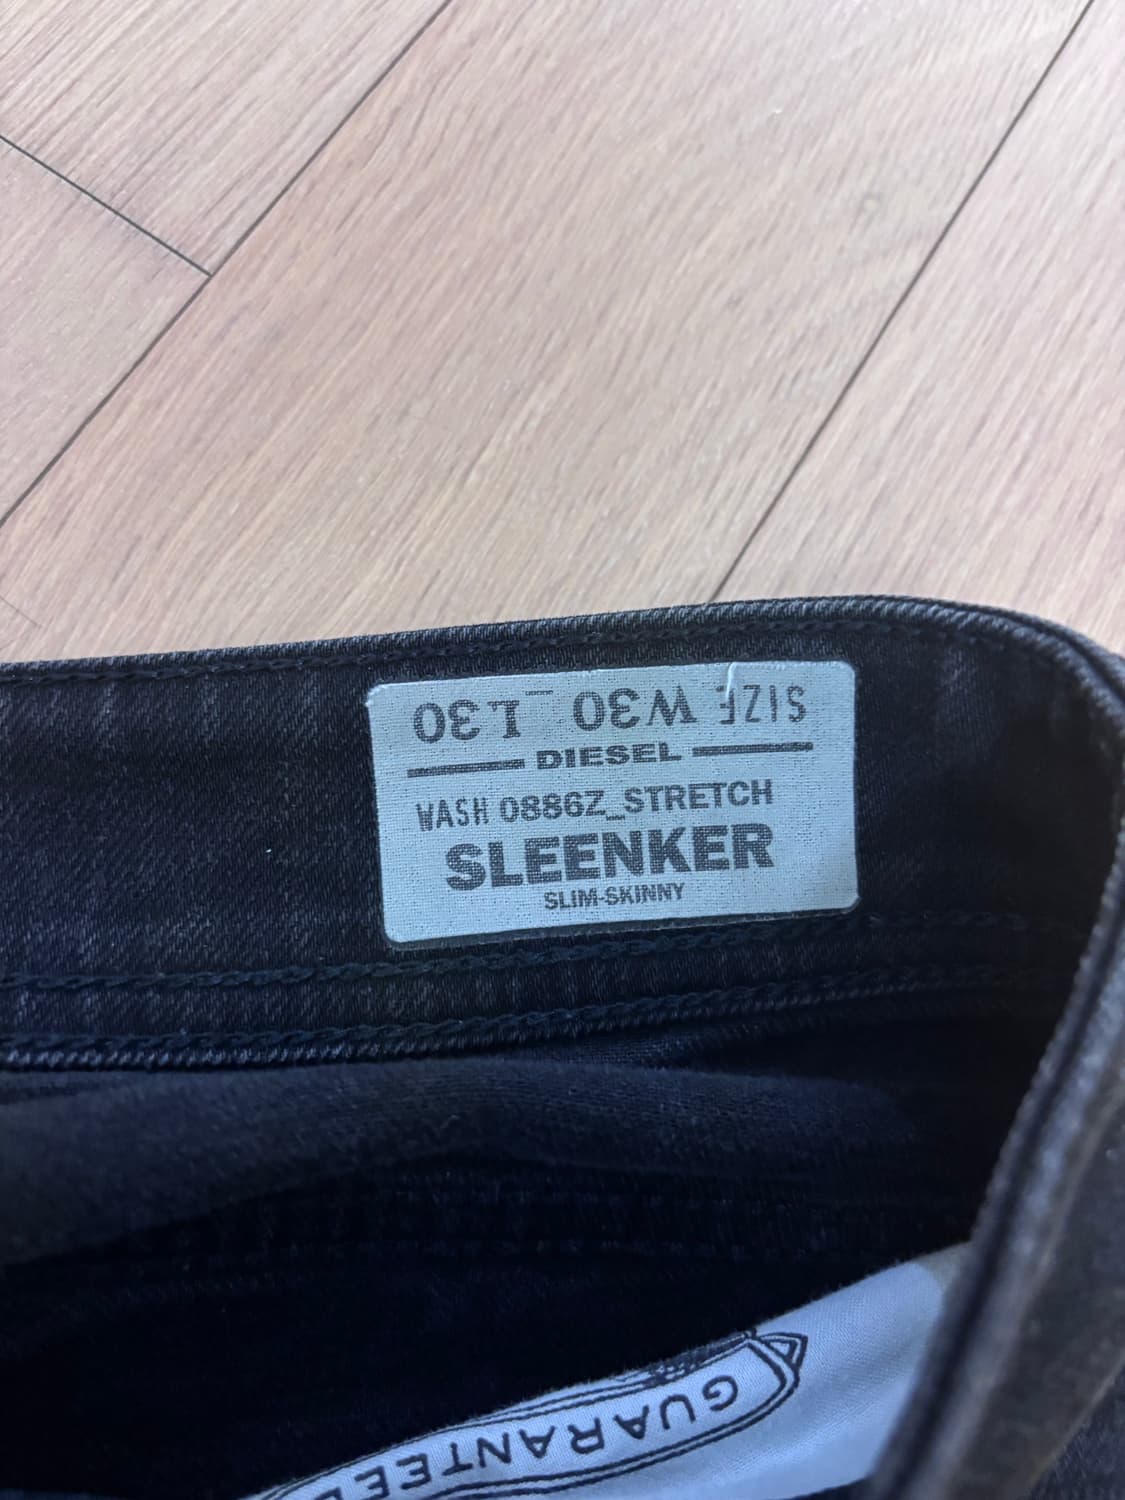 SIZE W30 L30
DIESEL
WASH 0886Z_STRETCH
SLEENKER
SLIM-SKINNY
GUARANTEED